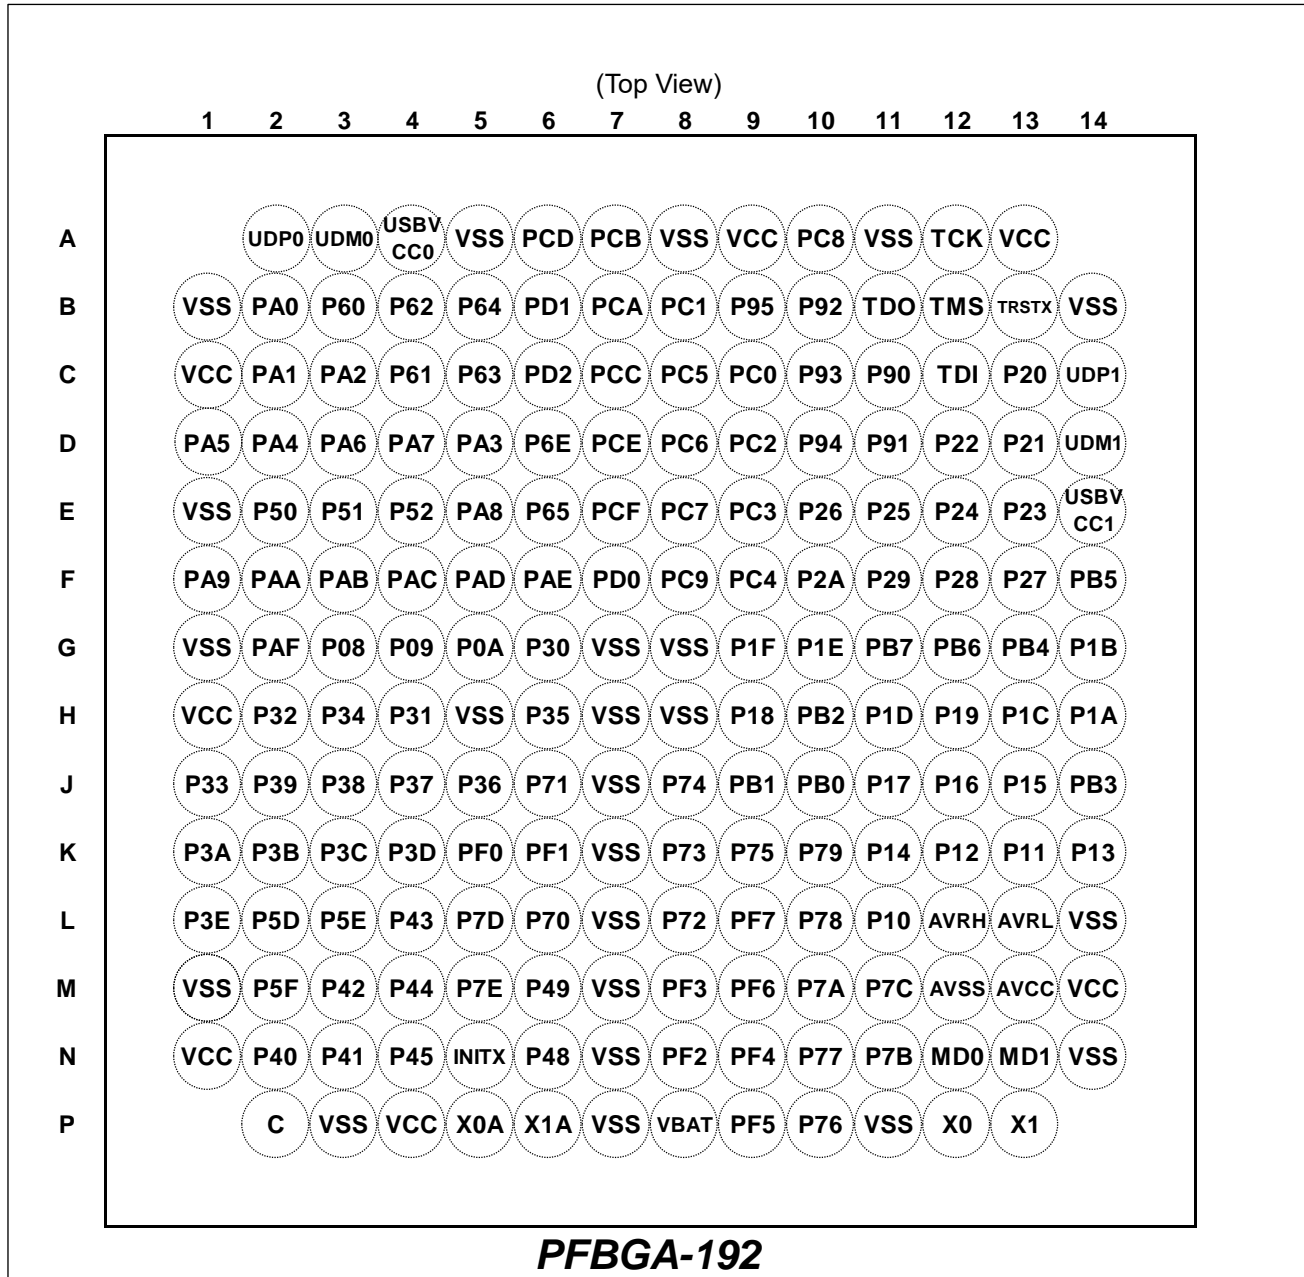 (Top View)
1 2 3 4 5 6 7 8 9 10 11 12 13 14
A UDP0 UDM0 USBV CC0 VSS PCD PCB VSS VCC PC8 VSS TCK VCC
B VSS PA0 P60 P62 P64 PD1 PCA PC1 P95 P92 TDO TMS TRSTX VSS
C VCC PA1 PA2 P61 P63 PD2 PCC PC5 PC0 P93 P90 TDI P20 UDP1
D PA5 PA4 PA6 PA7 PA3 P6E PCE PC6 PC2 P94 P91 P22 P21 UDM1
E VSS P50 P51 P52 PA8 P65 PCF PC7 PC3 P26 P25 P24 P23 USBV CC1
F PA9 PAA PAB PAC PAD PAE PD0 PC9 PC4 P2A P29 P28 P27 PB5
G VSS PAF P08 P09 P0A P30 VSS VSS P1F P1E PB7 PB6 PB4 P1B
H VCC P32 P34 P31 VSS P35 VSS VSS P18 PB2 P1D P19 P1C P1A
J P33 P39 P38 P37 P36 P71 VSS P74 PB1 PB0 P17 P16 P15 PB3
K P3A P3B P3C P3D PF0 PF1 VSS P73 P75 P79 P14 P12 P11 P13
L P3E P5D P5E P43 P7D P70 VSS P72 PF7 P78 P10 AVRH AVRL VSS
M VSS P5F P42 P44 P7E P49 VSS PF3 PF6 P7A P7C AVSS AVCC VCC
N VCC P40 P41 P45 INITX P48 VSS PF2 PF4 P77 P7B MD0 MD1 VSS
P C VSS VCC X0A X1A VSS VBAT PF5 P76 VSS X0 X1
PFBGA-192